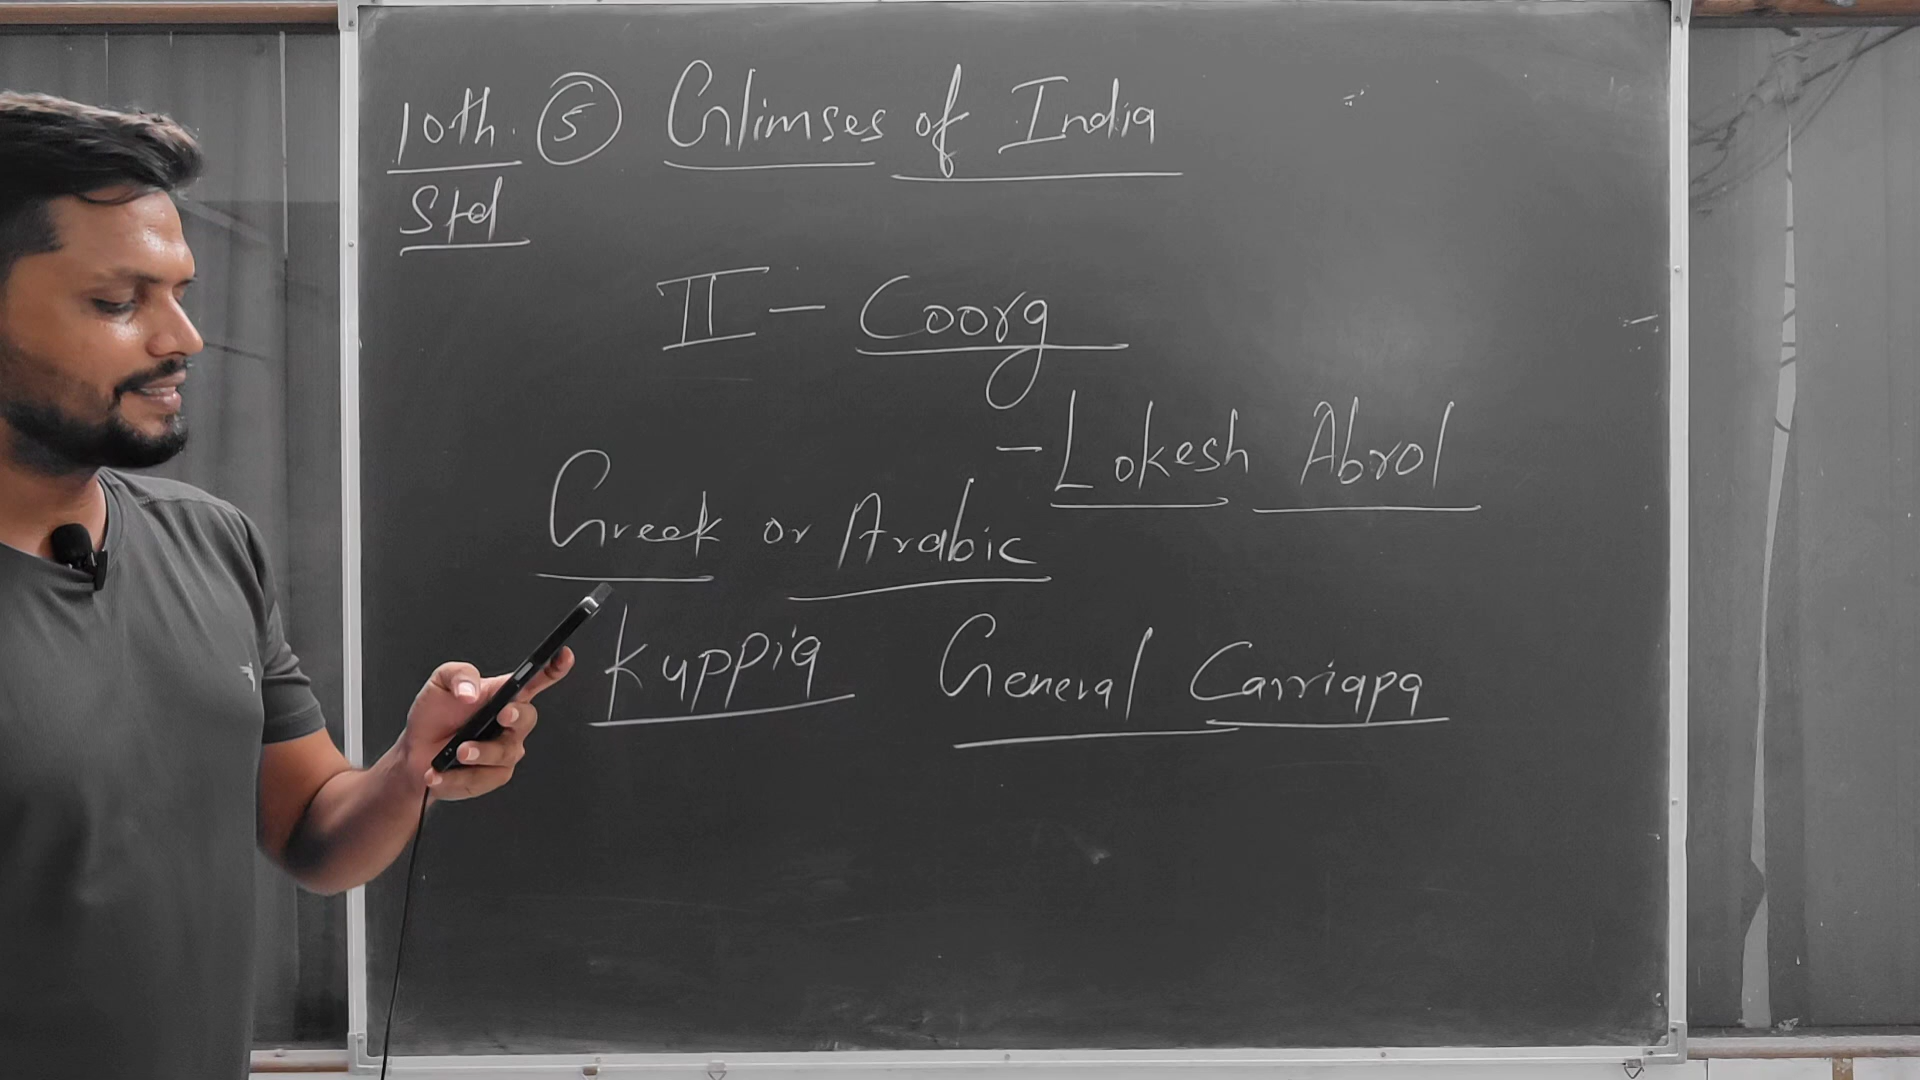 10th. ⑤ Glimses of India
Std
II - Coorg
- Lokesh Abrol
Greek or Arabic
Kuppia General Carriapa